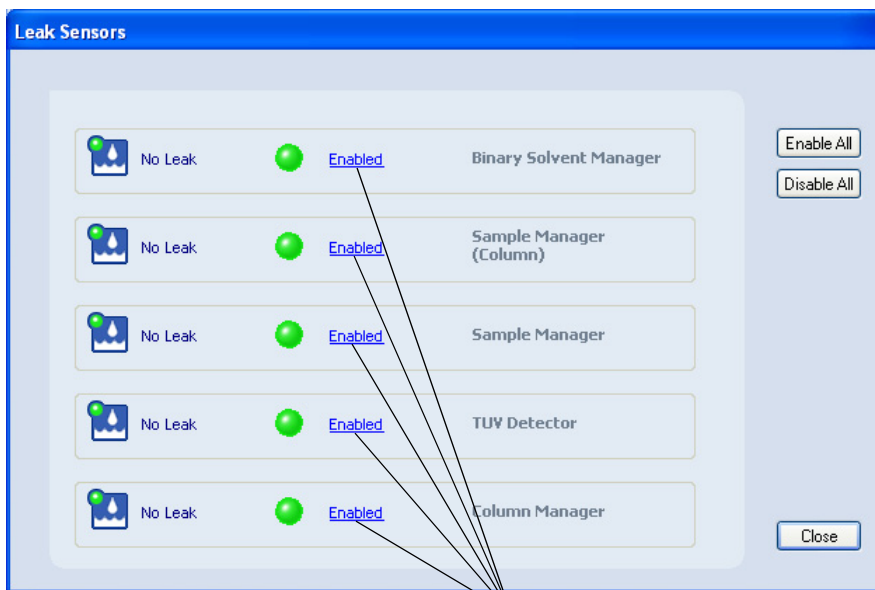 Leak Sensors
No Leak Enabled Binary Solvent Manager
No Leak Enabled Sample Manager
(Column)
No Leak Enabled Sample Manager
No Leak Enabled TUV Detector
No Leak Enabled Column Manager
Enable All
Disable All
Close